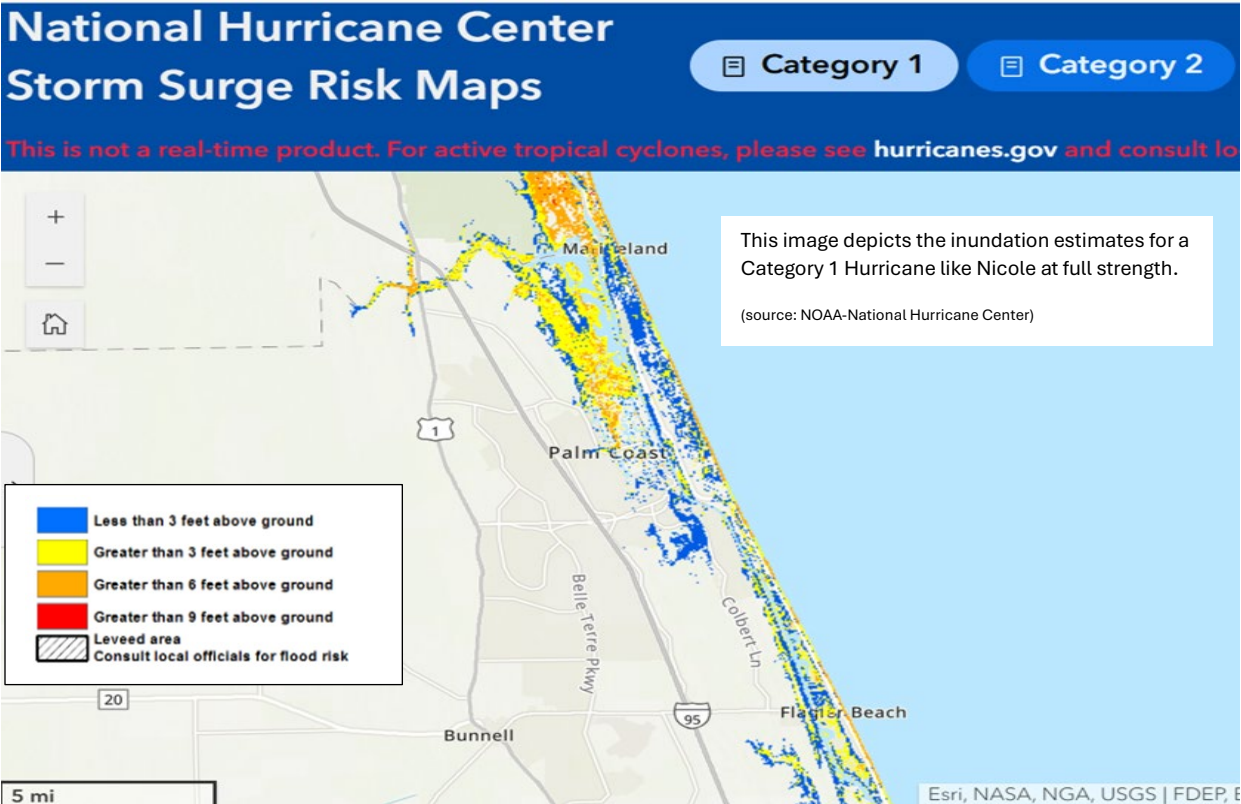 National Hurricane Center
Storm Surge Risk Maps
Category 1
Category 2
This is not a real-time product. For active tropical cyclones, please see hurricanes.gov and consult lo
+
−
This image depicts the inundation estimates for a
Category 1 Hurricane like Nicole at full strength.
(source: NOAA-National Hurricane Center)
Marineland
1
Palm Coast
Less than 3 feet above ground
Greater than 3 feet above ground
Greater than 6 feet above ground
Greater than 9 feet above ground
Leveed area
Consult local officials for flood risk
Belle Terre Pkwy
Colbert Ln
20
95
Flagler Beach
Bunnell
5 mi
Esri, NASA, NGA, USGS | FDEP, E